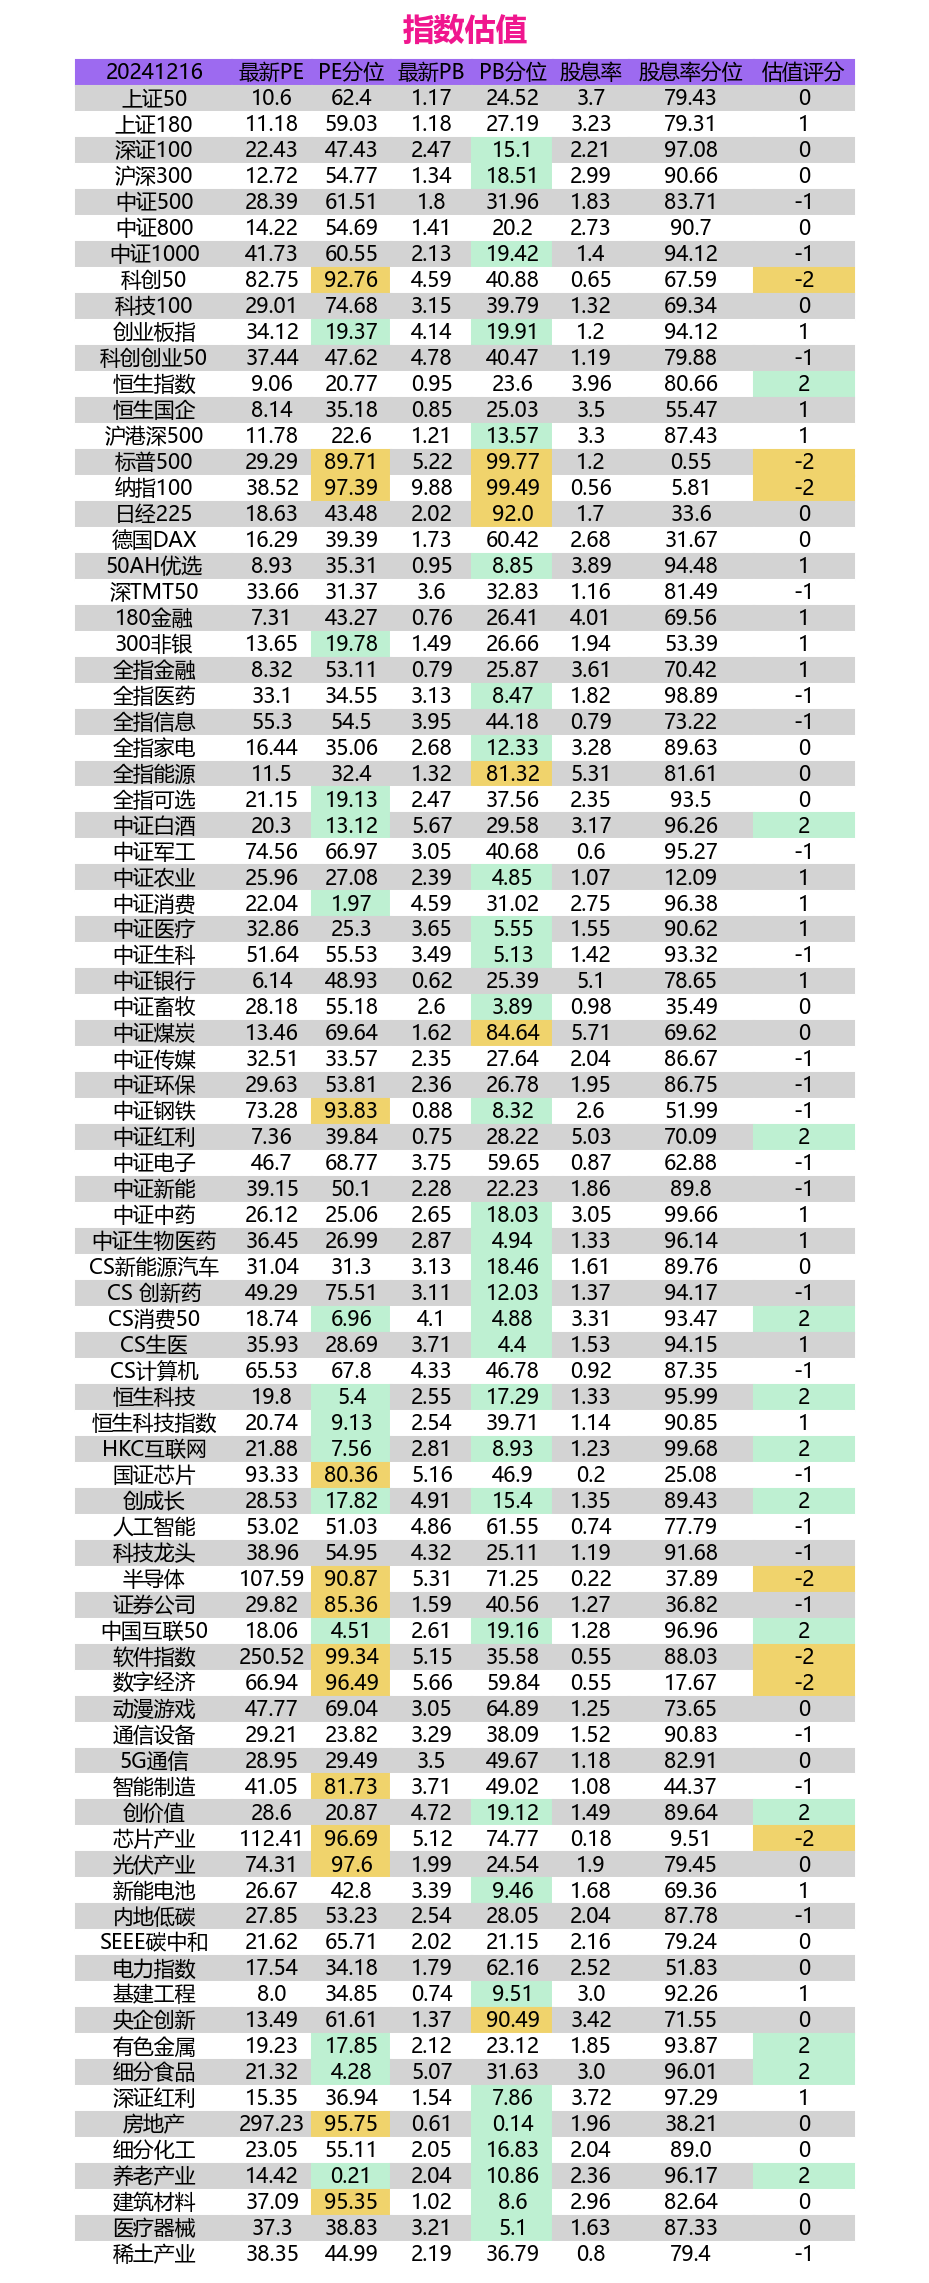 指数估值
20241216 最新PE PE分位 最新PB PB分位 股息率 股息率分位 估值评分
上证50 10.6 62.4 1.17 24.52 3.7 79.43 0
上证180 11.18 59.03 1.18 27.19 3.23 79.31 1
深证100 22.43 47.43 2.47 15.1 2.21 97.08 0
沪深300 12.72 54.77 1.34 18.51 2.99 90.66 0
中证500 28.39 61.51 1.8 31.96 1.83 83.71 -1
中证800 14.22 54.69 1.41 20.2 2.73 90.7 0
中证1000 41.73 60.55 2.13 19.42 1.4 94.12 -1
科创50 82.75 92.76 4.59 40.88 0.65 67.59 -2
科技100 29.01 74.68 3.15 39.79 1.32 69.34 0
创业板指 34.12 19.37 4.14 19.91 1.2 94.12 1
科创创业50 37.44 47.62 4.78 40.47 1.19 79.88 -1
恒生指数 9.06 20.77 0.95 23.6 3.96 80.66 2
恒生国企 8.14 35.18 0.85 25.03 3.5 55.47 1
沪港深500 11.78 22.6 1.21 13.57 3.3 87.43 1
标普500 29.29 89.71 5.22 99.77 1.2 0.55 -2
纳指100 38.52 97.39 9.88 99.49 0.56 5.81 -2
日经225 18.63 43.48 2.02 92.0 1.7 33.6 0
德国DAX 16.29 39.39 1.73 60.42 2.68 31.67 0
50AH优选 8.93 35.31 0.95 8.85 3.89 94.48 1
深TMT50 33.66 31.37 3.6 32.83 1.16 81.49 -1
180金融 7.31 43.27 0.76 26.41 4.01 69.56 1
300非银 13.65 19.78 1.49 26.66 1.94 53.39 1
全指金融 8.32 53.11 0.79 25.87 3.61 70.42 1
全指医药 33.1 34.55 3.13 8.47 1.82 98.89 -1
全指信息 55.3 54.5 3.95 44.18 0.79 73.22 -1
全指家电 16.44 35.06 2.68 12.33 3.28 89.63 0
全指能源 11.5 32.4 1.32 81.32 5.31 81.61 0
全指可选 21.15 19.13 2.47 37.56 2.35 93.5 0
中证白酒 20.3 13.12 5.67 29.58 3.17 96.26 2
中证军工 74.56 66.97 3.05 40.68 0.6 95.27 -1
中证农业 25.96 27.08 2.39 4.85 1.07 12.09 1
中证消费 22.04 1.97 4.59 31.02 2.75 96.38 1
中证医疗 32.86 25.3 3.65 5.55 1.55 90.62 1
中证生科 51.64 55.53 3.49 5.13 1.42 93.32 -1
中证银行 6.14 48.93 0.62 25.39 5.1 78.65 1
中证畜牧 28.18 55.18 2.6 3.89 0.98 35.49 0
中证煤炭 13.46 69.64 1.62 84.64 5.71 69.62 0
中证传媒 32.51 33.57 2.35 27.64 2.04 86.67 -1
中证环保 29.63 53.81 2.36 26.78 1.95 86.75 -1
中证钢铁 73.28 93.83 0.88 8.32 2.6 51.99 -1
中证红利 7.36 39.84 0.75 28.22 5.03 70.09 2
中证电子 46.7 68.77 3.75 59.65 0.87 62.88 -1
中证新能 39.15 50.1 2.28 22.23 1.86 89.8 -1
中证中药 26.12 25.06 2.65 18.03 3.05 99.66 1
中证生物医药 36.45 26.99 2.87 4.94 1.33 96.14 1
CS新能源汽车 31.04 31.3 3.13 18.46 1.61 89.76 0
CS 创新药 49.29 75.51 3.11 12.03 1.37 94.17 -1
CS消费50 18.74 6.96 4.1 4.88 3.31 93.47 2
CS生医 35.93 28.69 3.71 4.4 1.53 94.15 1
CS计算机 65.53 67.8 4.33 46.78 0.92 87.35 -1
恒生科技 19.8 5.4 2.55 17.29 1.33 95.99 2
恒生科技指数 20.74 9.13 2.54 39.71 1.14 90.85 1
HKC互联网 21.88 7.56 2.81 8.93 1.23 99.68 2
国证芯片 93.33 80.36 5.16 46.9 0.2 25.08 -1
创成长 28.53 17.82 4.91 15.4 1.35 89.43 2
人工智能 53.02 51.03 4.86 61.55 0.74 77.79 -1
科技龙头 38.96 54.95 4.32 25.11 1.19 91.68 -1
半导体 107.59 90.87 5.31 71.25 0.22 37.89 -2
证券公司 29.82 85.36 1.59 40.56 1.27 36.82 -1
中国互联50 18.06 4.51 2.61 19.16 1.28 96.96 2
软件指数 250.52 99.34 5.15 35.58 0.55 88.03 -2
数字经济 66.94 96.49 5.66 59.84 0.55 17.67 -2
动漫游戏 47.77 69.04 3.05 64.89 1.25 73.65 0
通信设备 29.21 23.82 3.29 38.09 1.52 90.83 -1
5G通信 28.95 29.49 3.5 49.67 1.18 82.91 0
智能制造 41.05 81.73 3.71 49.02 1.08 44.37 -1
创价值 28.6 20.87 4.72 19.12 1.49 89.64 2
芯片产业 112.41 96.69 5.12 74.77 0.18 9.51 -2
光伏产业 74.31 97.6 1.99 24.54 1.9 79.45 0
新能电池 26.67 42.8 3.39 9.46 1.68 69.36 1
内地低碳 27.85 53.23 2.54 28.05 2.04 87.78 -1
SEEE碳中和 21.62 65.71 2.02 21.15 2.16 79.24 0
电力指数 17.54 34.18 1.79 62.16 2.52 51.83 0
基建工程 8.0 34.85 0.74 9.51 3.0 92.26 1
央企创新 13.49 61.61 1.37 90.49 3.42 71.55 0
有色金属 19.23 17.85 2.12 23.12 1.85 93.87 2
细分食品 21.32 4.28 5.07 31.63 3.0 96.01 2
深证红利 15.35 36.94 1.54 7.86 3.72 97.29 1
房地产 297.23 95.75 0.61 0.14 1.96 38.21 0
细分化工 23.05 55.11 2.05 16.83 2.04 89.0 0
养老产业 14.42 0.21 2.04 10.86 2.36 96.17 2
建筑材料 37.09 95.35 1.02 8.6 2.96 82.64 0
医疗器械 37.3 38.83 3.21 5.1 1.63 87.33 0
稀土产业 38.35 44.99 2.19 36.79 0.8 79.4 -1